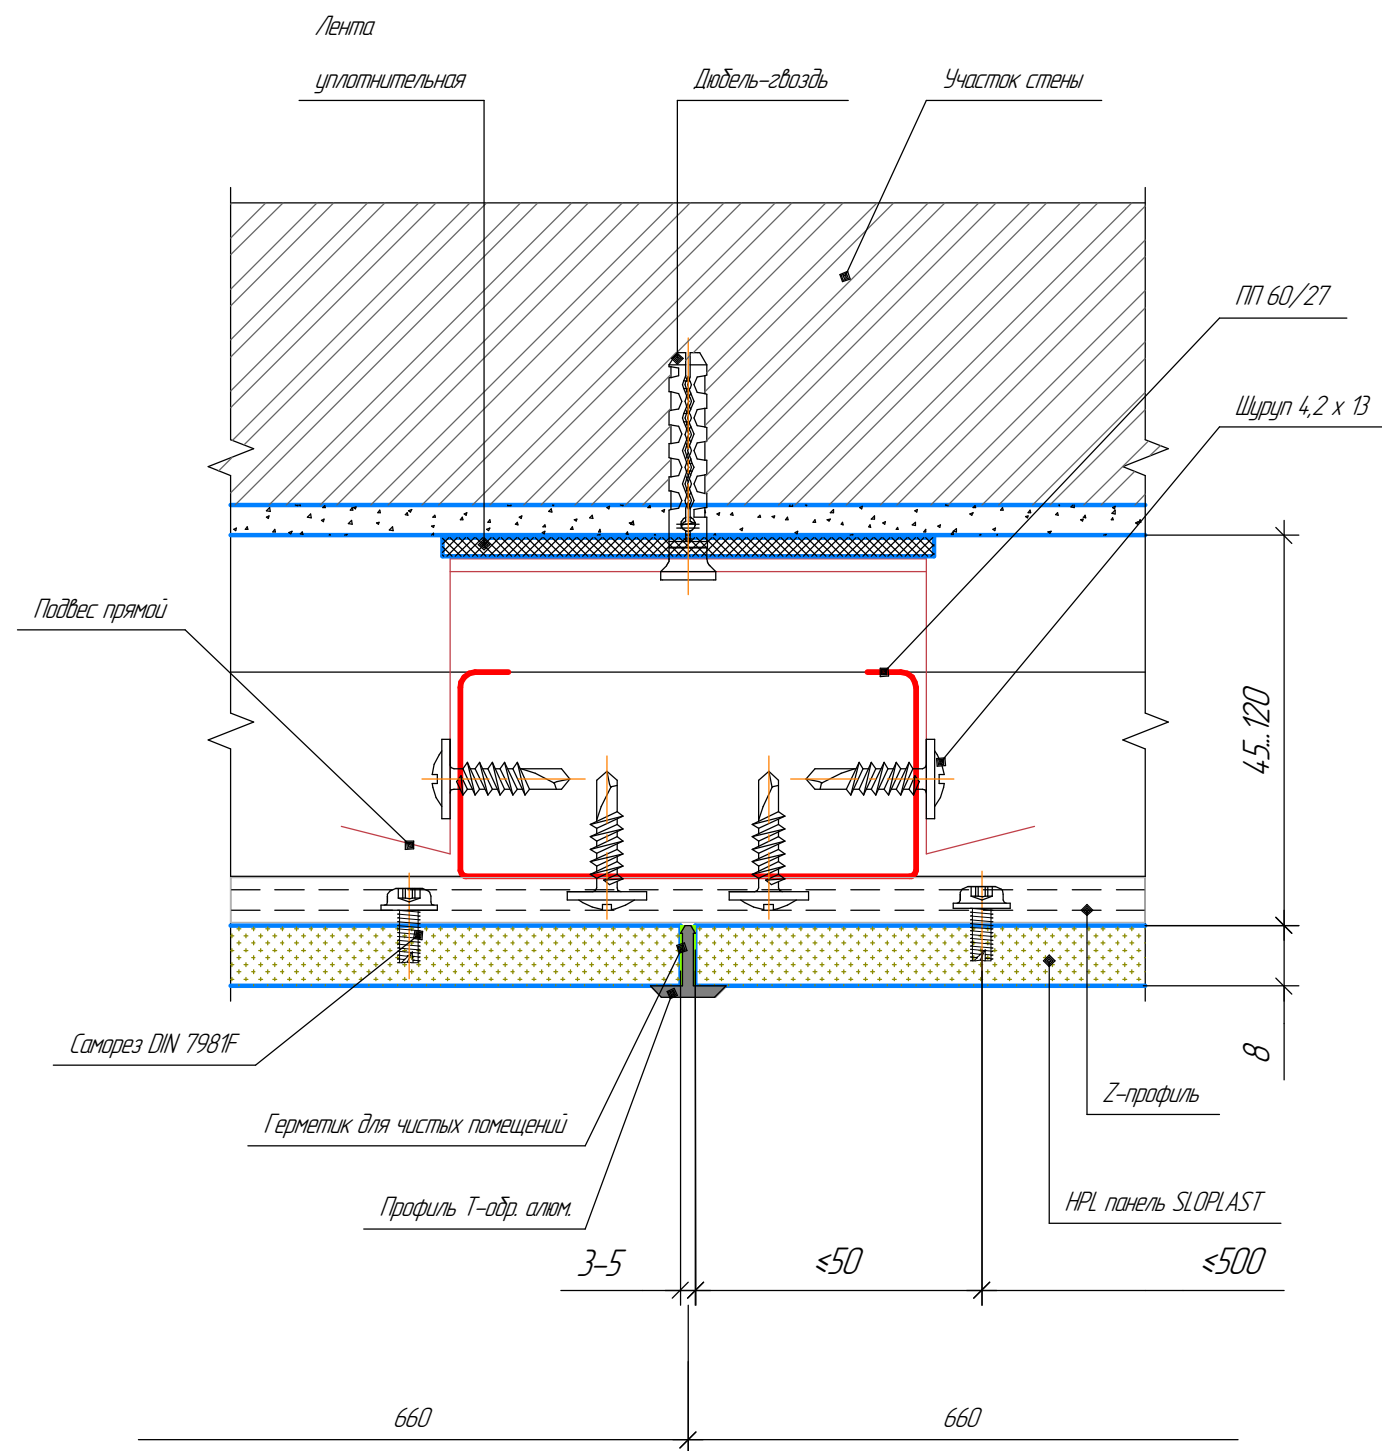 Лента
уплотнительная
Дюбель-гвоздь
Участок стены
ПП 60/27
Шуруп 4,2 х 13
Подвес прямой
45...120
Саморез DIN 7981F
8
Z-профиль
Герметик для чистых помещений
Профиль Т-обр. алюм.
HPL панель SLOPLAST
3-5
≤50
≤500
660
660